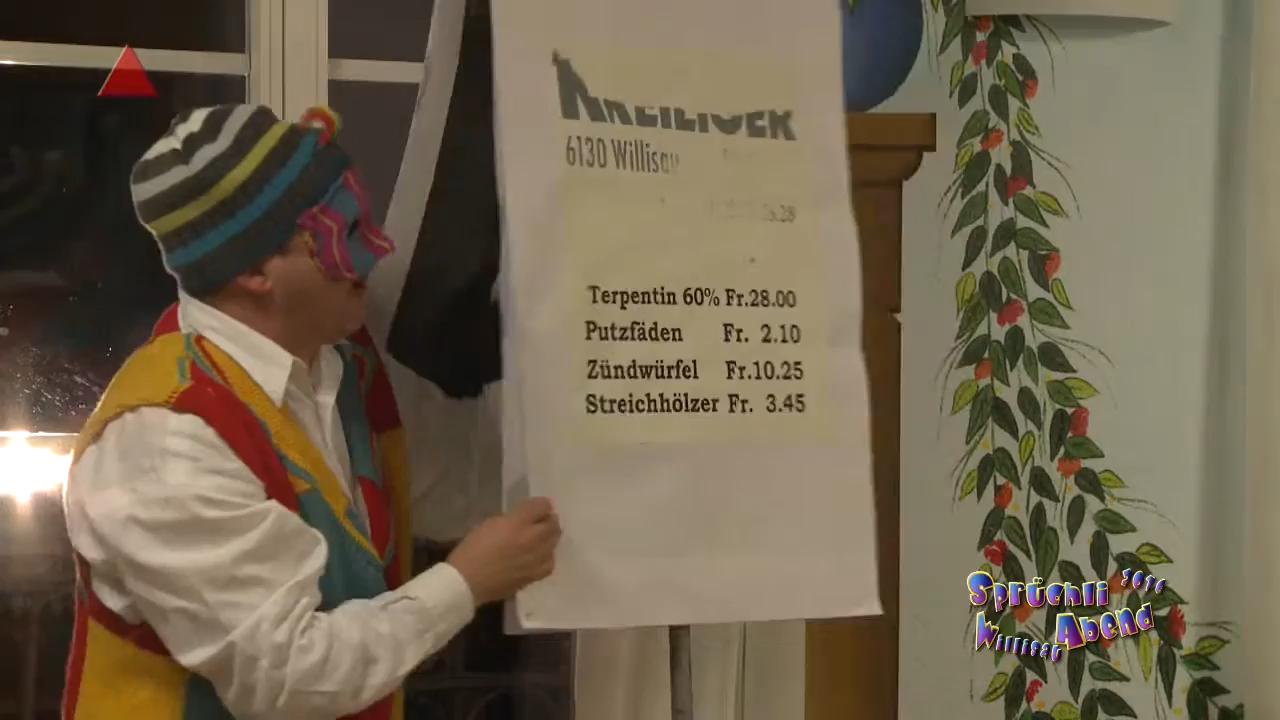 6130 Willisau
Terpentin 60% Fr.28.00
Putzfäden Fr. 2.10
Zündwürfel Fr.10.25
Streichhölzer Fr. 3.45
Sprüchli 2016
Abend
Willisau